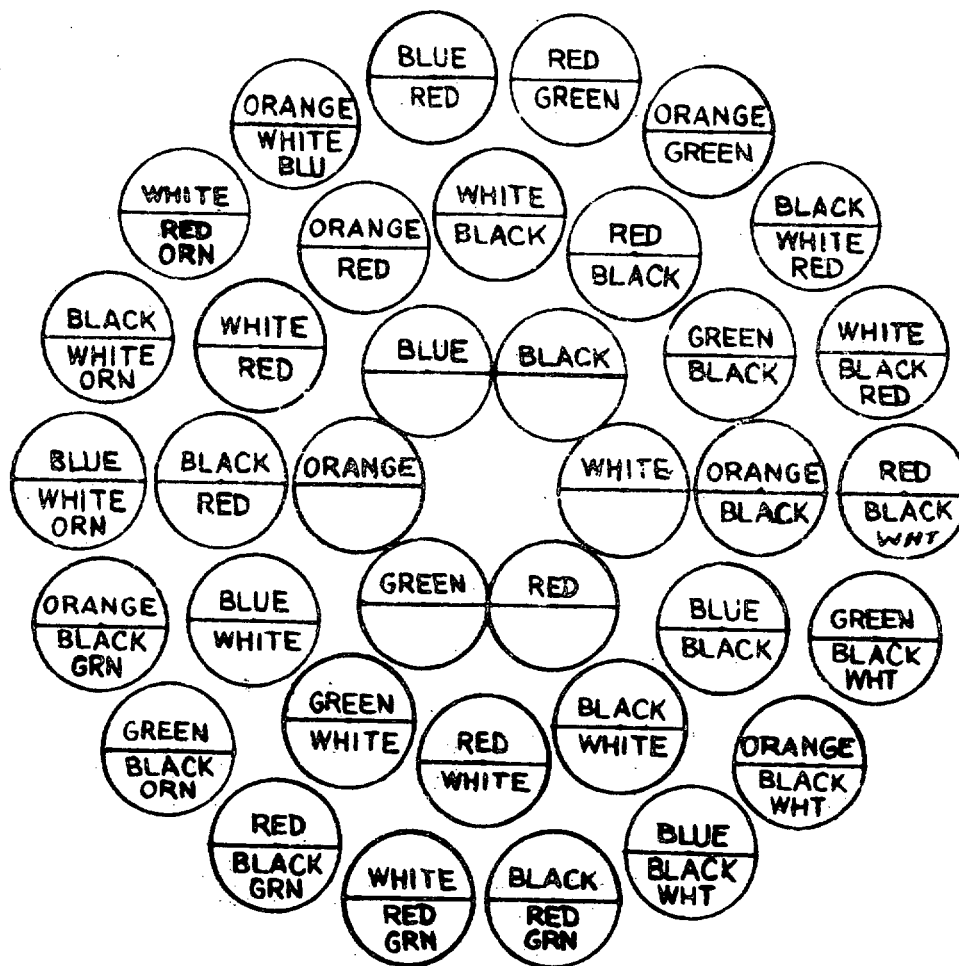 BLUE
RED
RED
GREEN
ORANGE
WHITE
BLU
ORANGE
GREEN
WHITE
RED
ORN
ORANGE
RED
WHITE
BLACK
RED
BLACK
BLACK
WHITE
RED
BLACK
WHITE
ORN
WHITE
RED
BLUE
BLACK
GREEN
BLACK
WHITE
BLACK
RED
BLUE
WHITE
ORN
BLACK
RED
ORANGE
WHITE
ORANGE
BLACK
RED
BLACK
WHT
ORANGE
BLACK
GRN
BLUE
WHITE
GREEN
RED
BLUE
BLACK
GREEN
BLACK
WHT
GREEN
BLACK
ORN
GREEN
WHITE
RED
WHITE
BLACK
WHITE
ORANGE
BLACK
WHT
RED
BLACK
GRN
WHITE
RED
GRN
BLACK
RED
GRN
BLUE
BLACK
WHT